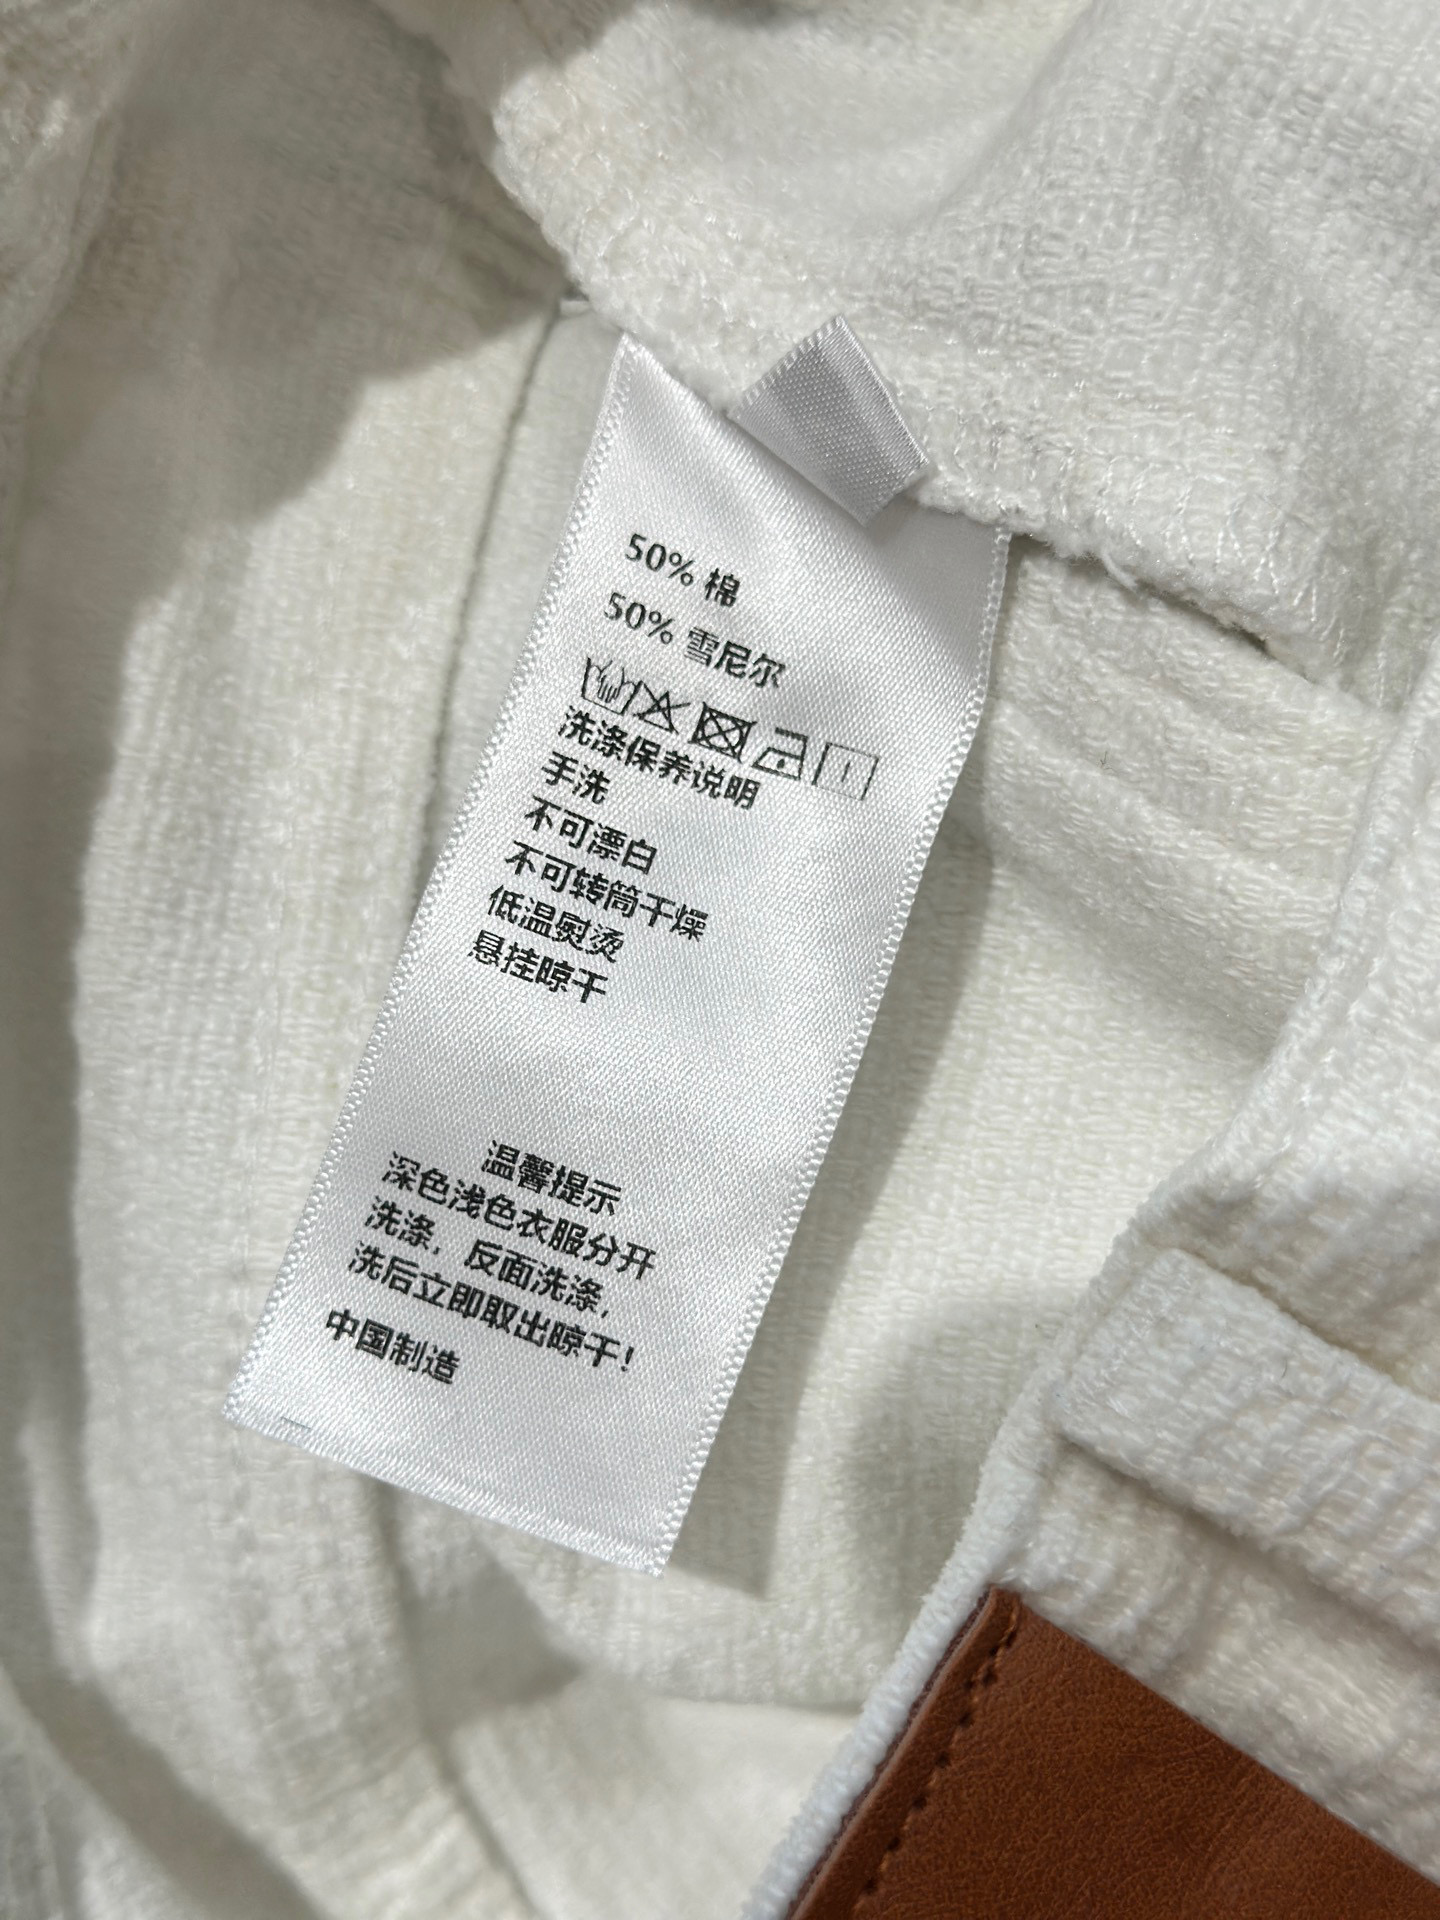 50% 棉
50% 雪尼尔
洗涤保养说明
手洗
不可漂白
不可转筒干燥
低温熨烫
悬挂晾干
温馨提示
深色浅色衣服分开
洗涤，反面洗涤，
洗后立即取出晾干！
中国制造